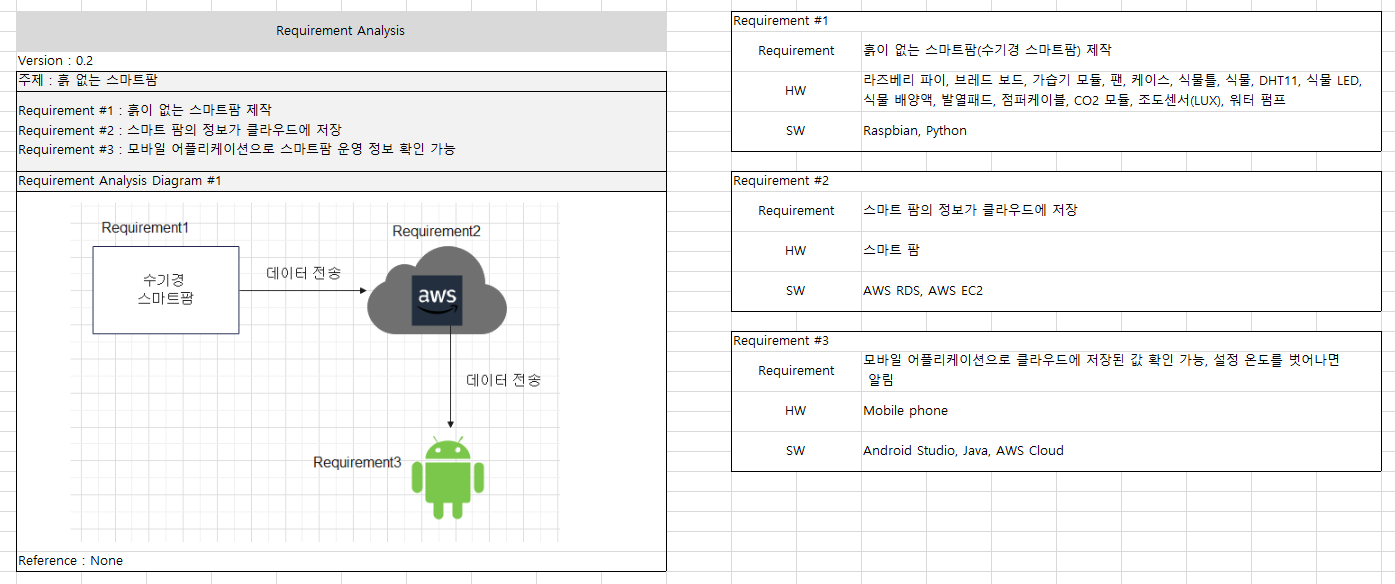 Requirement Analysis
Version : 0.2
주제 : 흙 없는 스마트팜
Requirement #1 : 흙이 없는 스마트팜 제작
Requirement #2 : 스마트 팜의 정보가 클라우드에 저장
Requirement #3 : 모바일 어플리케이션으로 스마트팜 운영 정보 확인 가능
Requirement Analysis Diagram #1
Requirement1
수기경
스마트팜
데이터 전송
Requirement2
aws
데이터 전송
Requirement3
Reference : None
Requirement #1
Requirement
흙이 없는 스마트팜(수기경 스마트팜) 제작
HW
라즈베리 파이, 브레드 보드, 가습기 모듈, 팬, 케이스, 식물틀, 식물, DHT11, 식물 LED,
식물 배양액, 발열패드, 점퍼케이블, CO2 모듈, 조도센서(LUX), 워터 펌프
SW
Raspbian, Python
Requirement #2
Requirement
스마트 팜의 정보가 클라우드에 저장
HW
스마트 팜
SW
AWS RDS, AWS EC2
Requirement #3
Requirement
모바일 어플리케이션으로 클라우드에 저장된 값 확인 가능, 설정 온도를 벗어나면
알림
HW
Mobile phone
SW
Android Studio, Java, AWS Cloud